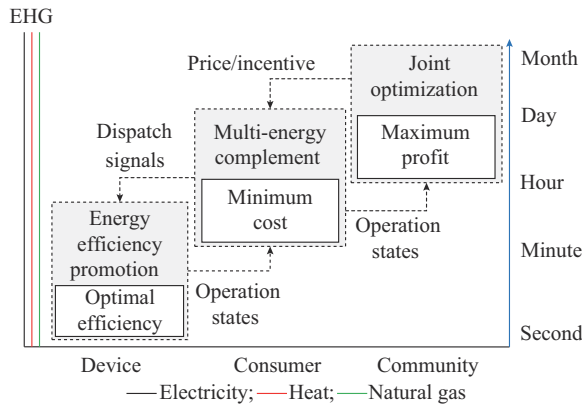 EHG
Price/incentive
Joint
optimization
Month
Dispatch
signals
Multi-energy
complement
Maximum
profit
Day
Hour
Energy
efficiency
promotion
Minimum
cost
Operation
states
Minute
Optimal
efficiency
Operation
states
Second
Device
Consumer
Community
Electricity; Heat; Natural gas